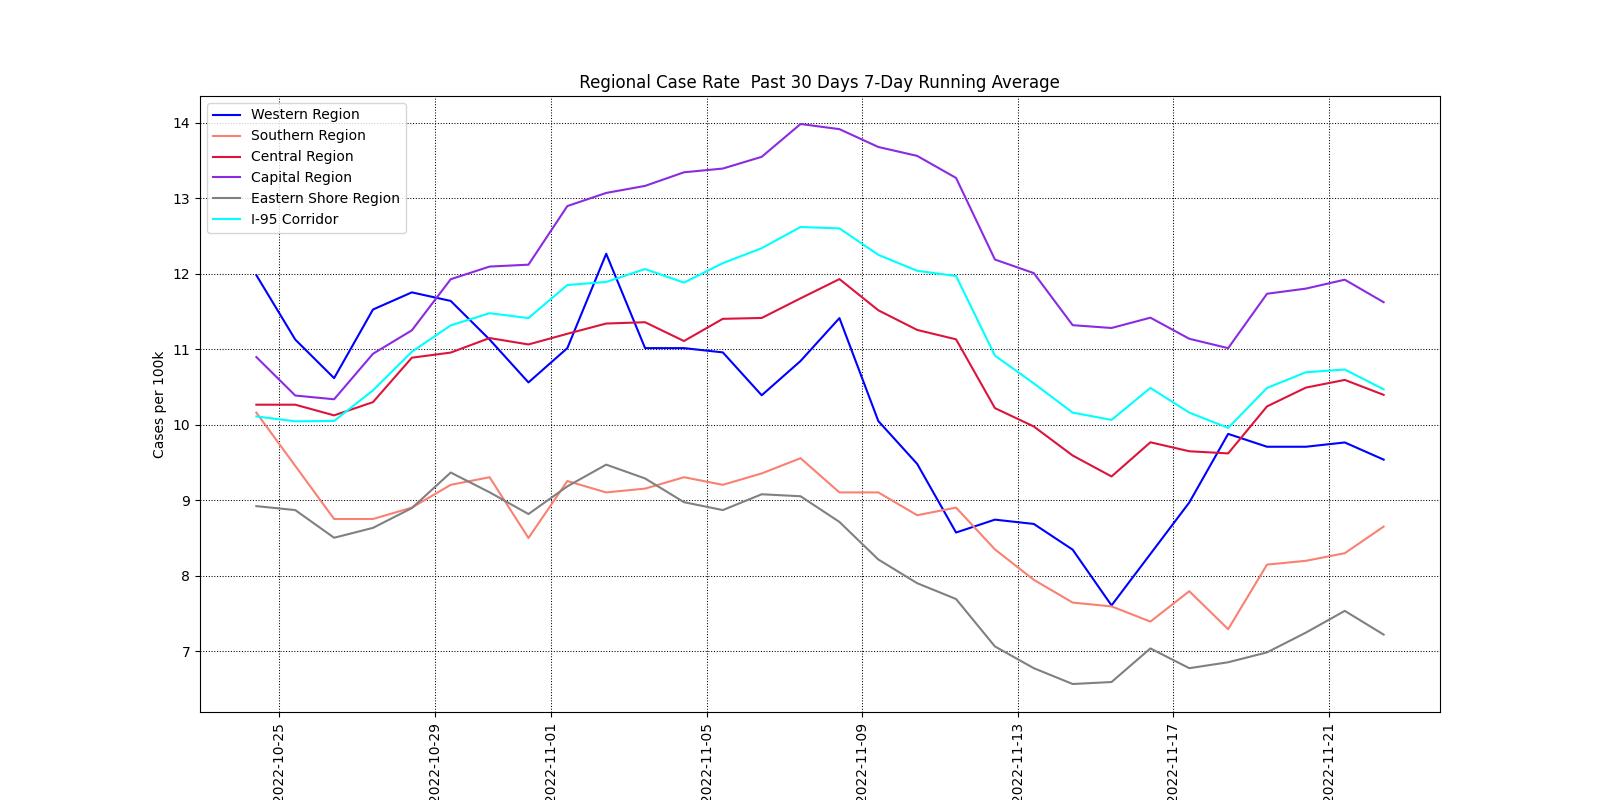 Regional Case Rate  Past 30 Days 7-Day Running Average
Western Region
Southern Region
Central Region
Capital Region
Eastern Shore Region
I-95 Corridor
Cases per 100k
14
13
12
11
10
9
8
7
2022-10-25
2022-10-29
2022-11-01
2022-11-05
2022-11-09
2022-11-13
2022-11-17
2022-11-21